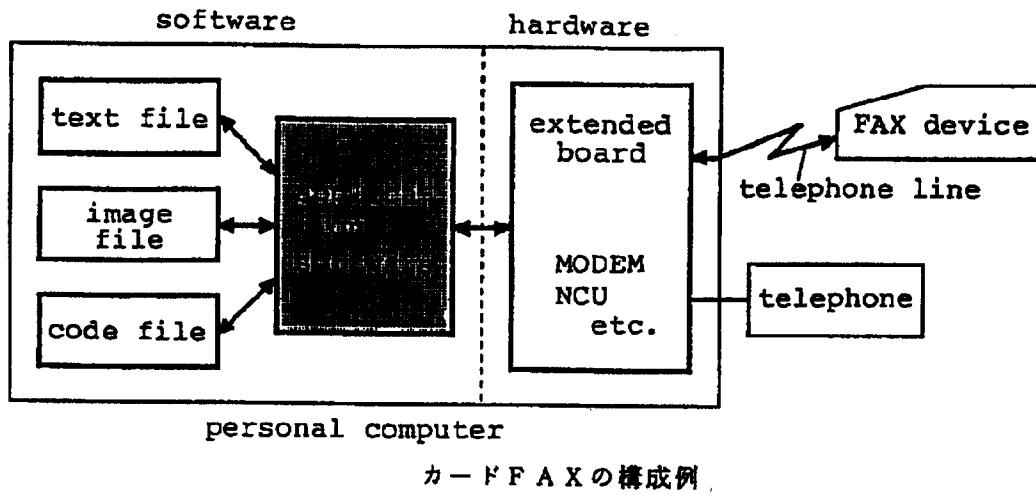 software
hardware
text file
image
file
code file
extended
board
MODEM
NCU
etc.
FAX device
telephone line
telephone
personal computer
カードFAXの構成例